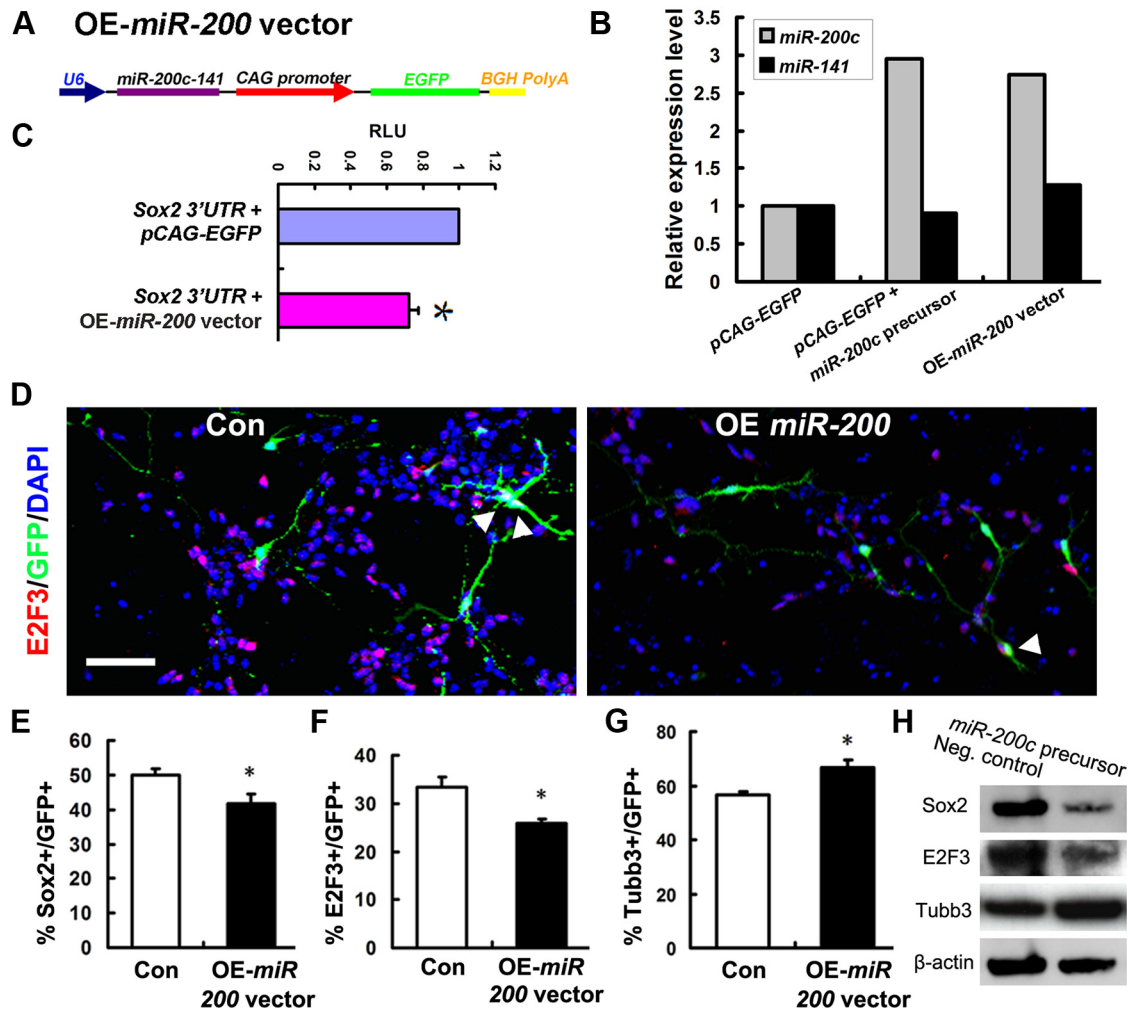 A
OE-miR-200 vector
U6
miR-200c-141
CAG promoter
EGFP
BGH PolyA
B
Relative expression level
3.5
3
2.5
2
1.5
1
0.5
0
miR-200c
miR-141
pCAG-EGFP
pCAG-EGFP +
miR-200c precursor
OE-miR-200 vector
C
RLU
0
0.2
0.4
0.6
0.8
1
1.2
Sox2 3'UTR +
pCAG-EGFP
Sox2 3'UTR +
OE-miR-200 vector
*
D
E2F3/GFP/DAPI
Con
OE miR-200
E
% Sox2+/GFP+
60
50
40
30
20
10
0
*
Con
OE-miR
200 vector
F
% E2F3+/GFP+
40
30
20
10
0
*
Con
OE-miR
200 vector
G
% Tubb3+/GFP+
80
60
40
20
0
*
Con
OE-miR
200 vector
H
miR-200c precursor
Neg. control
Sox2
E2F3
Tubb3
β-actin